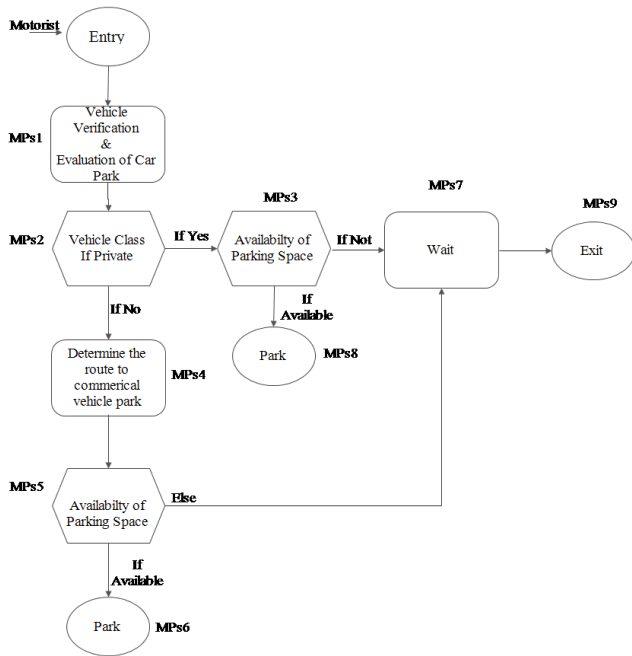 Motorist
Entry
MPs1
Vehicle
Verification
&
Evaluation of Car
Park
MPs2
Vehicle Class
If Private
If Yes
MPs3
Availabilty of
Parking Space
If Not
MPs7
Wait
MPs9
Exit
If
Available
Park
MPs8
If No
Determine the
route to
commerical
vehicle park
MPs4
MPs5
Availabilty of
Parking Space
Else
If
Available
Park
MPs6